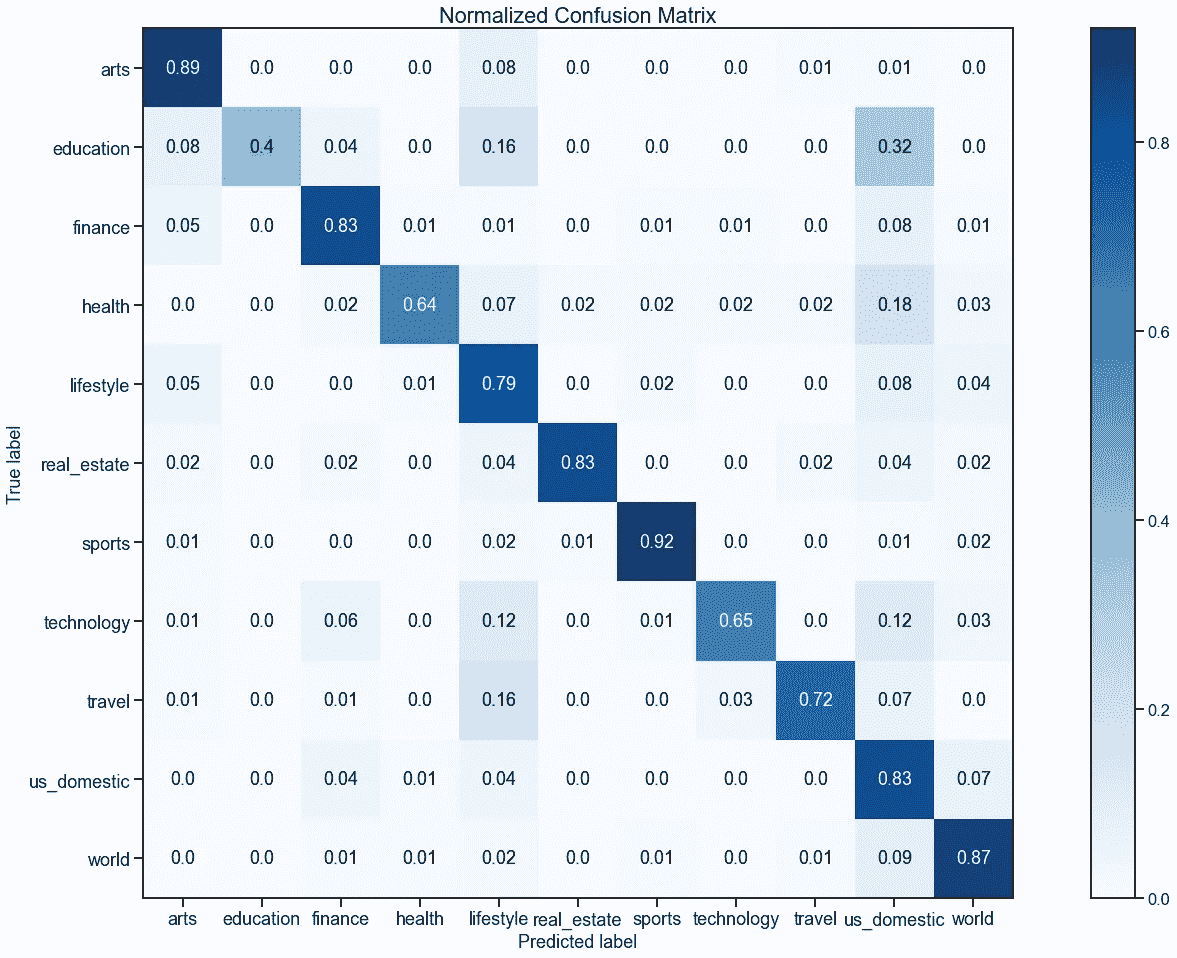 Normalized Confusion Matrix
arts 0.89 0.0 0.0 0.0 0.08 0.0 0.0 0.0 0.01 0.01 0.0
education 0.08 0.4 0.04 0.0 0.16 0.0 0.0 0.0 0.0 0.32 0.0
finance 0.05 0.0 0.83 0.01 0.01 0.0 0.01 0.01 0.0 0.08 0.01
health 0.0 0.0 0.02 0.64 0.07 0.02 0.02 0.02 0.02 0.18 0.03
lifestyle 0.05 0.0 0.0 0.01 0.79 0.0 0.02 0.0 0.0 0.08 0.04
real_estate 0.02 0.0 0.02 0.0 0.04 0.83 0.0 0.0 0.02 0.04 0.02
sports 0.01 0.0 0.0 0.0 0.02 0.01 0.92 0.0 0.0 0.01 0.02
technology 0.01 0.0 0.06 0.0 0.12 0.0 0.01 0.65 0.0 0.12 0.03
travel 0.01 0.0 0.01 0.0 0.16 0.0 0.0 0.03 0.72 0.07 0.0
us_domestic 0.0 0.0 0.04 0.01 0.04 0.0 0.0 0.0 0.0 0.83 0.07
world 0.0 0.0 0.01 0.01 0.02 0.0 0.01 0.0 0.01 0.09 0.87
arts education finance health lifestyle real_estate sports technology travel us_domestic world
Predicted label
True label
0.8
0.6
0.4
0.2
0.0